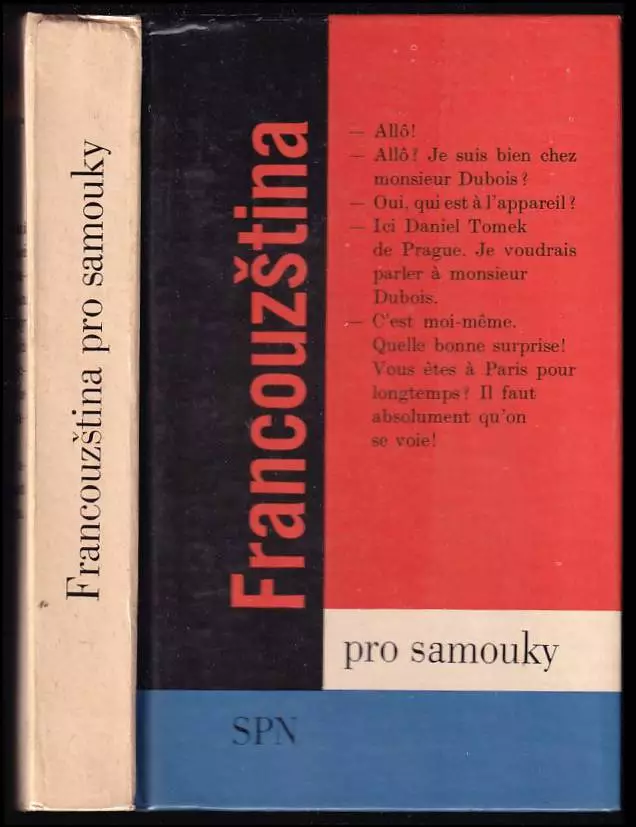 Francouzština pro samouky
Francouzština
— Allô!
— Allô? Je suis bien chez
monsieur Dubois?
— Oui, qui est à l'appareil?
— Ici Daniel Tomek
de Prague. Je voudrais
parler à monsieur
Dubois.
— C'est moi-même.
Quelle bonne surprise!
Vous êtes à Paris pour
longtemps? Il faut
absolument qu'on
se voie!
pro samouky
SPN